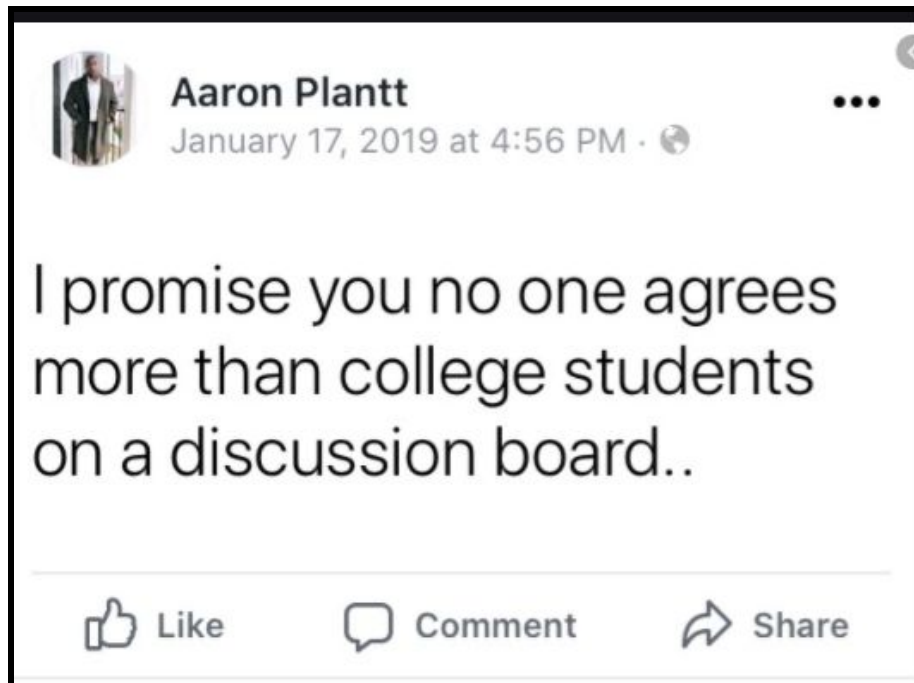 Aaron Plantt
January 17, 2019 at 4:56 PM ·
I promise you no one agrees
more than college students
on a discussion board..
Like Comment Share